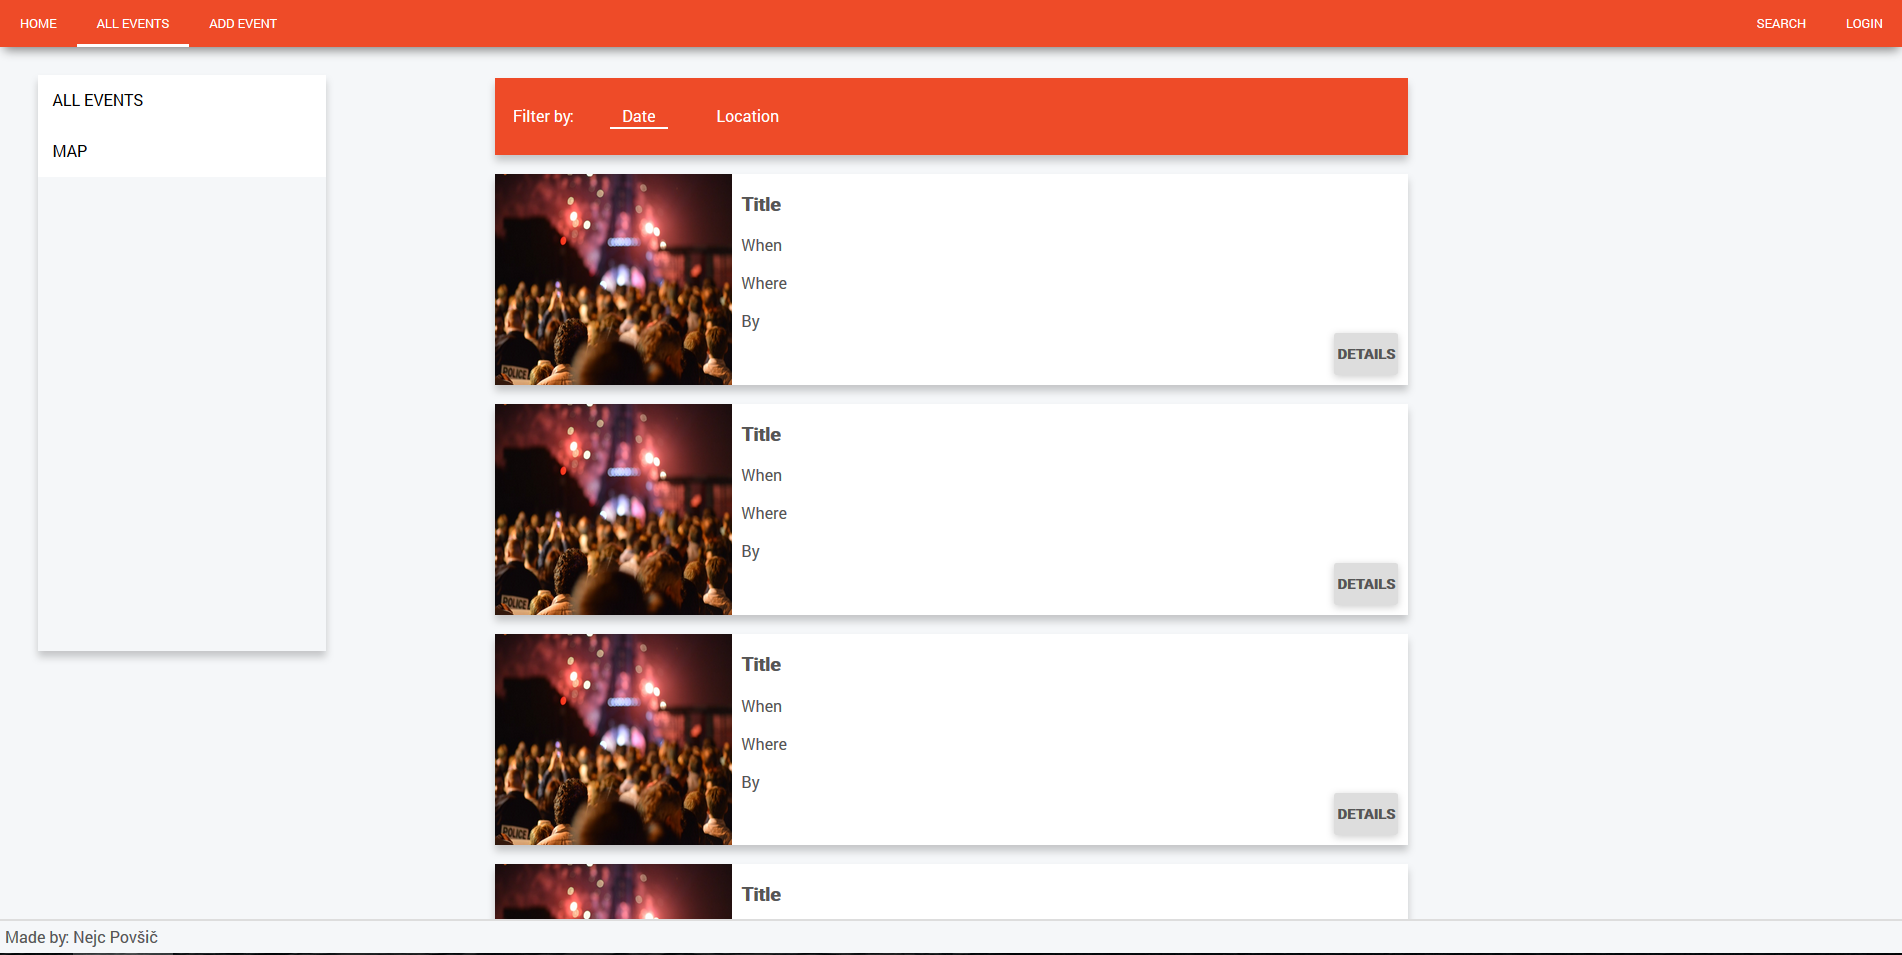 HOME ALL EVENTS ADD EVENT SEARCH LOGIN
ALL EVENTS
MAP
Filter by: Date Location
Title
When
Where
By
DETAILS
POLICE
Title
When
Where
By
DETAILS
POLICE
Title
When
Where
By
DETAILS
POLICE
Title
Made by: Nejc Povšič